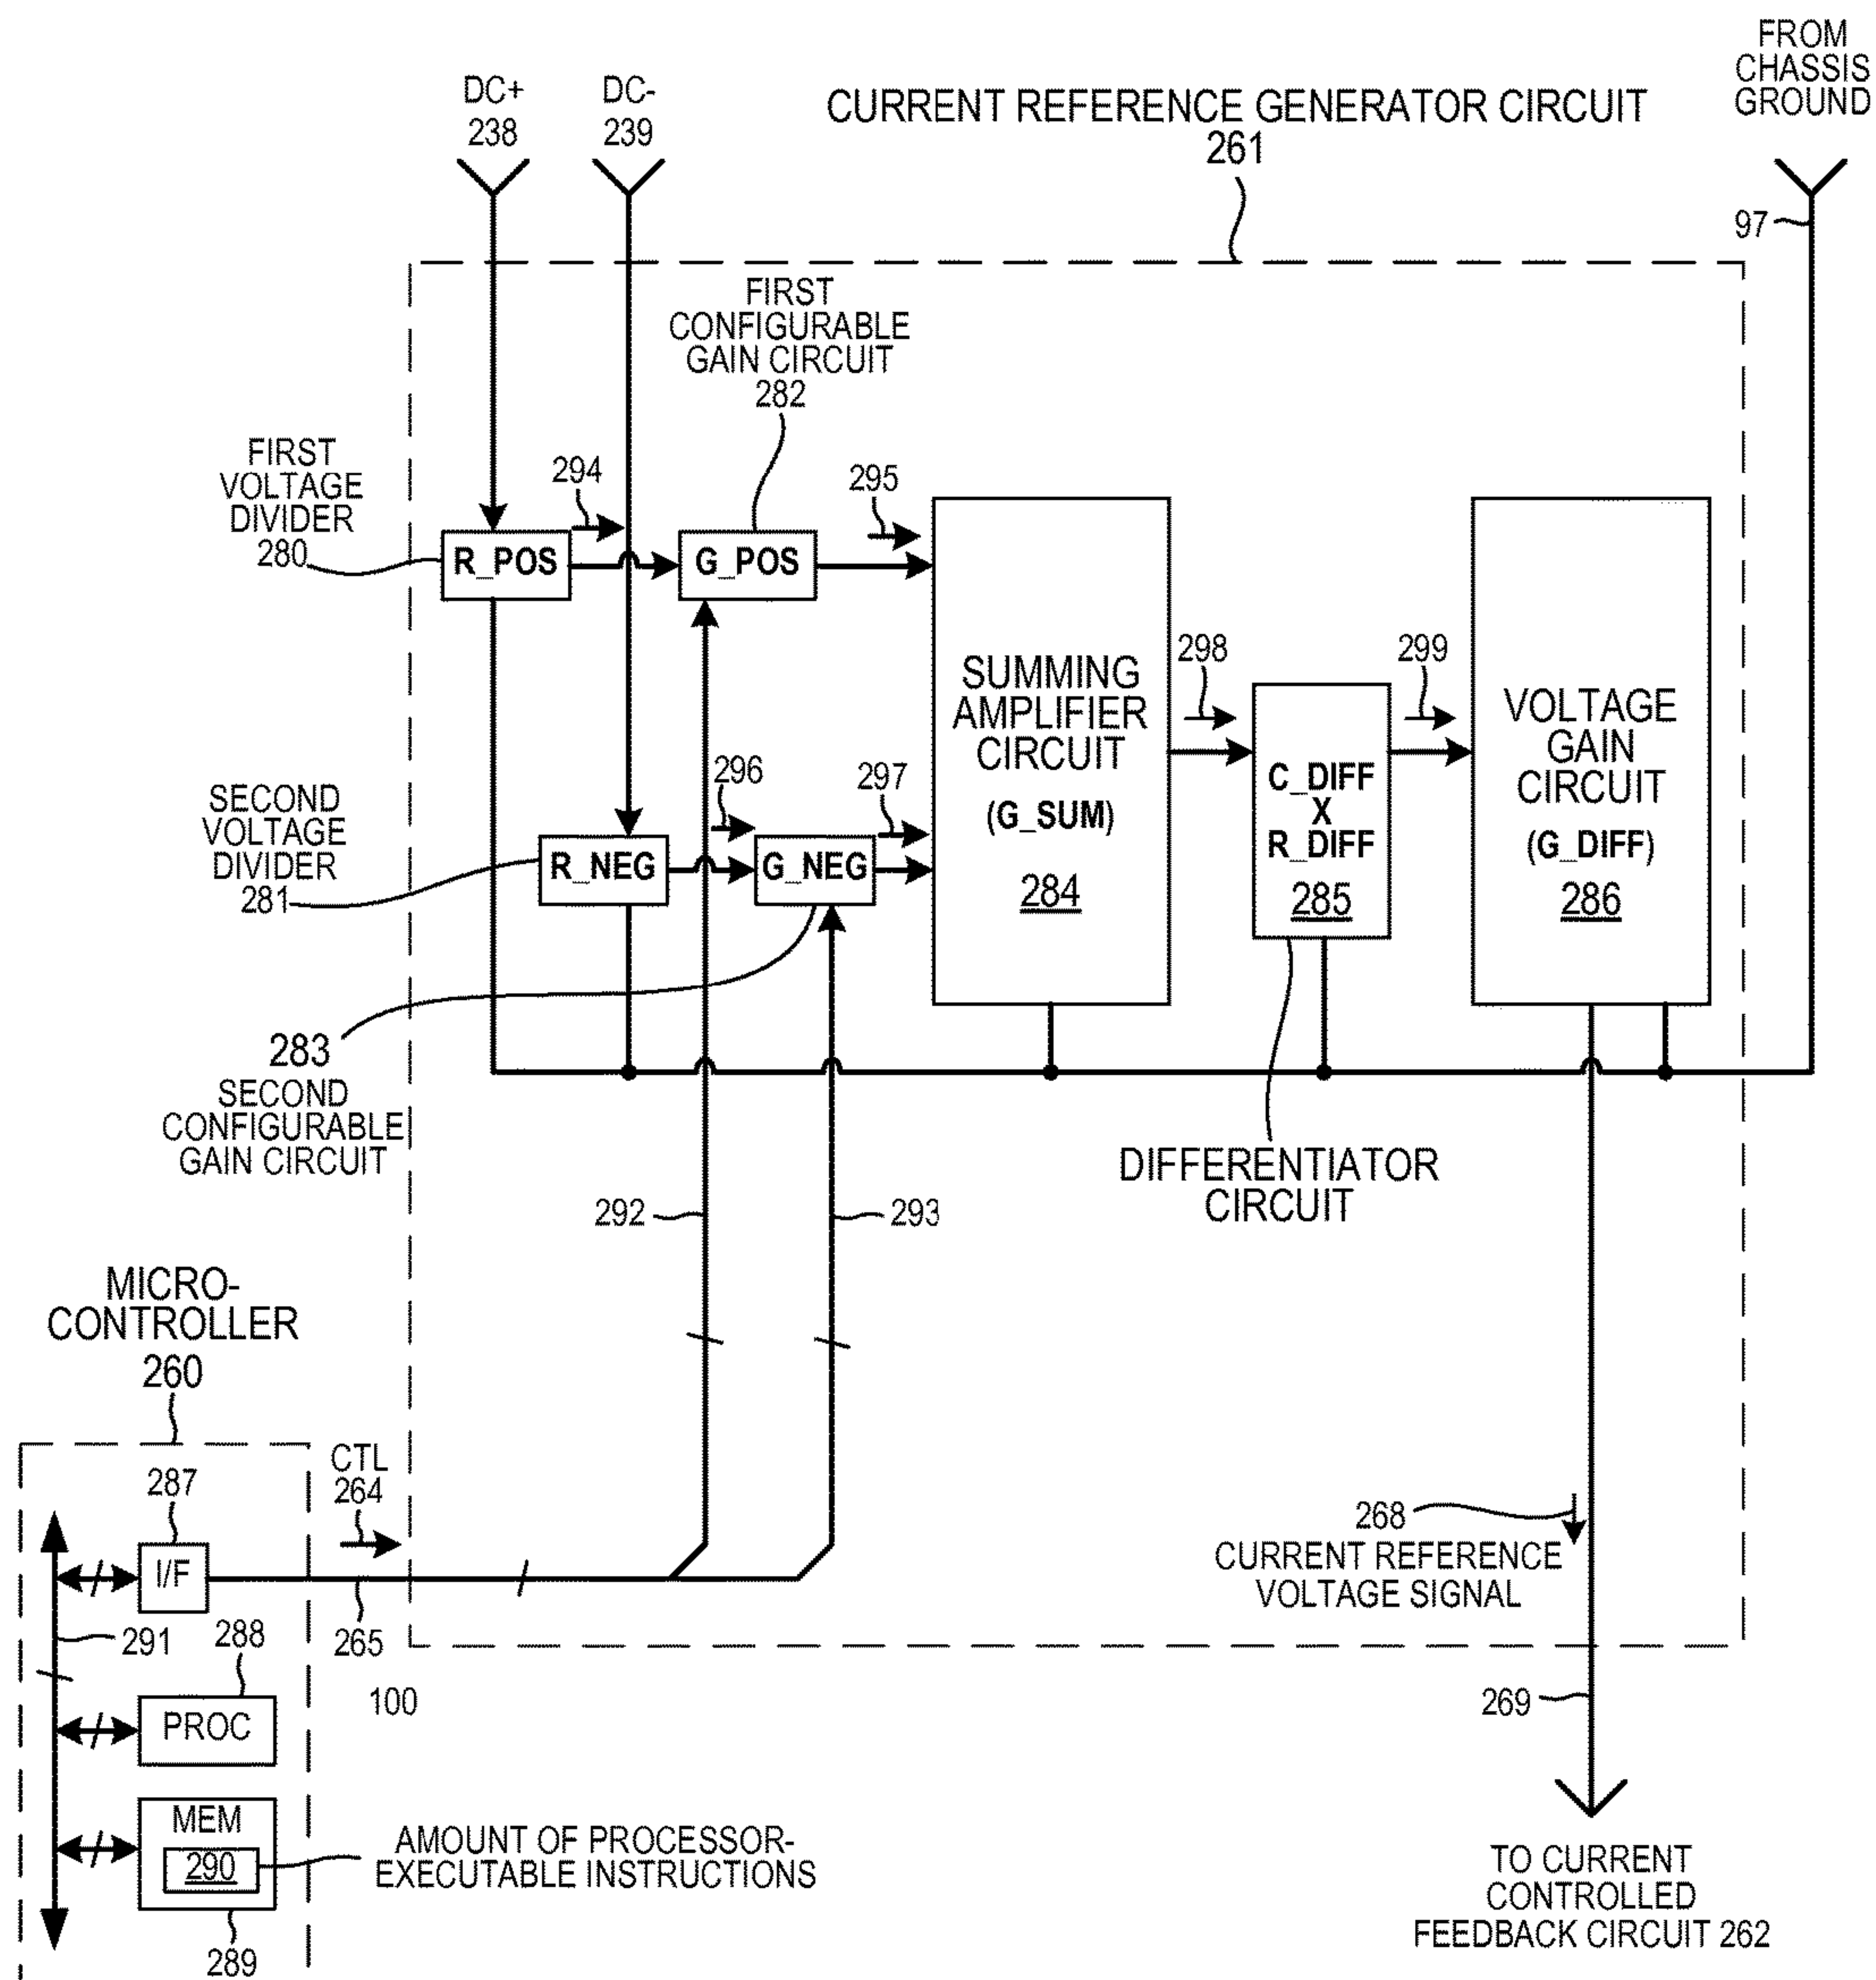 FROM
CHASSIS
GROUND
DC+
238
DC-
239
CURRENT REFERENCE GENERATOR CIRCUIT
261
97
FIRST
CONFIGURABLE
GAIN CIRCUIT
282
FIRST
VOLTAGE
DIVIDER
280
294
295
R_POS
G_POS
SUMMING
AMPLIFIER
CIRCUIT
(G_SUM)
284
298
299
C_DIFF
X
R_DIFF
285
VOLTAGE
GAIN
CIRCUIT
(G_DIFF)
286
SECOND
VOLTAGE
DIVIDER
281
296
297
R_NEG
G_NEG
283
SECOND
CONFIGURABLE
GAIN CIRCUIT
DIFFERENTIATOR
CIRCUIT
292
293
MICRO-
CONTROLLER
260
CTL
264
287
I/F
265
291
288
PROC
100
MEM
290
289
AMOUNT OF PROCESSOR-
EXECUTABLE INSTRUCTIONS
268
CURRENT REFERENCE
VOLTAGE SIGNAL
269
TO CURRENT
CONTROLLED
FEEDBACK CIRCUIT 262